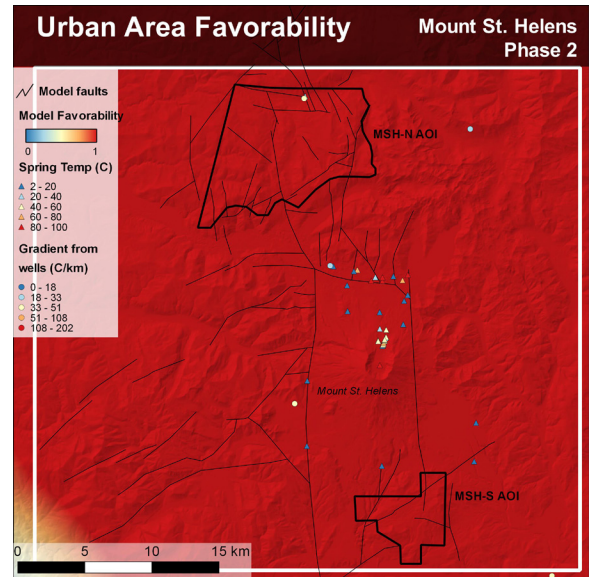 Urban Area Favorability
Mount St. Helens
Phase 2
Model faults
Model Favorability
0 1
Spring Temp (C)
2 - 20
20 - 40
40 - 60
60 - 80
80 - 100
Gradient from
wells (C/km)
0 - 18
18 - 33
33 - 51
51 - 108
108 - 202
MSH-N AOI
Mount St. Helens
MSH-S AOI
0 5 10 15 km